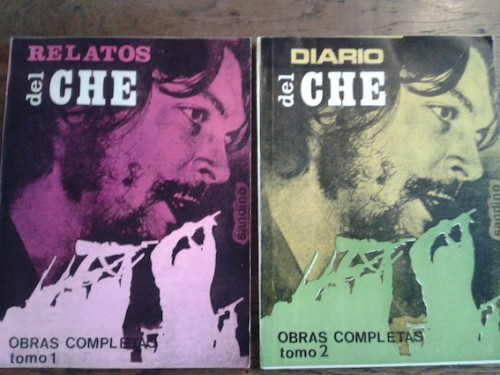 RELATOS
del CHE
sandino
OBRAS COMPLETAS
tomo 1
DIARIO
del CHE
sandino
OBRAS COMPLETAS
tomo 2